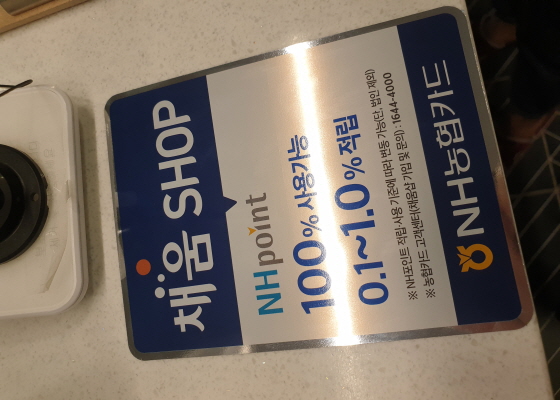 채움 SHOP
NHpoint
100% 사용가능
0.1~1.0% 적립
※ NH포인트 적립·사용 기준에 따라 변동 가능(단, 법인 제외)
※ 농협카드 고객센터(채움샵 가입 및 문의) : 1644-4000
NH농협카드